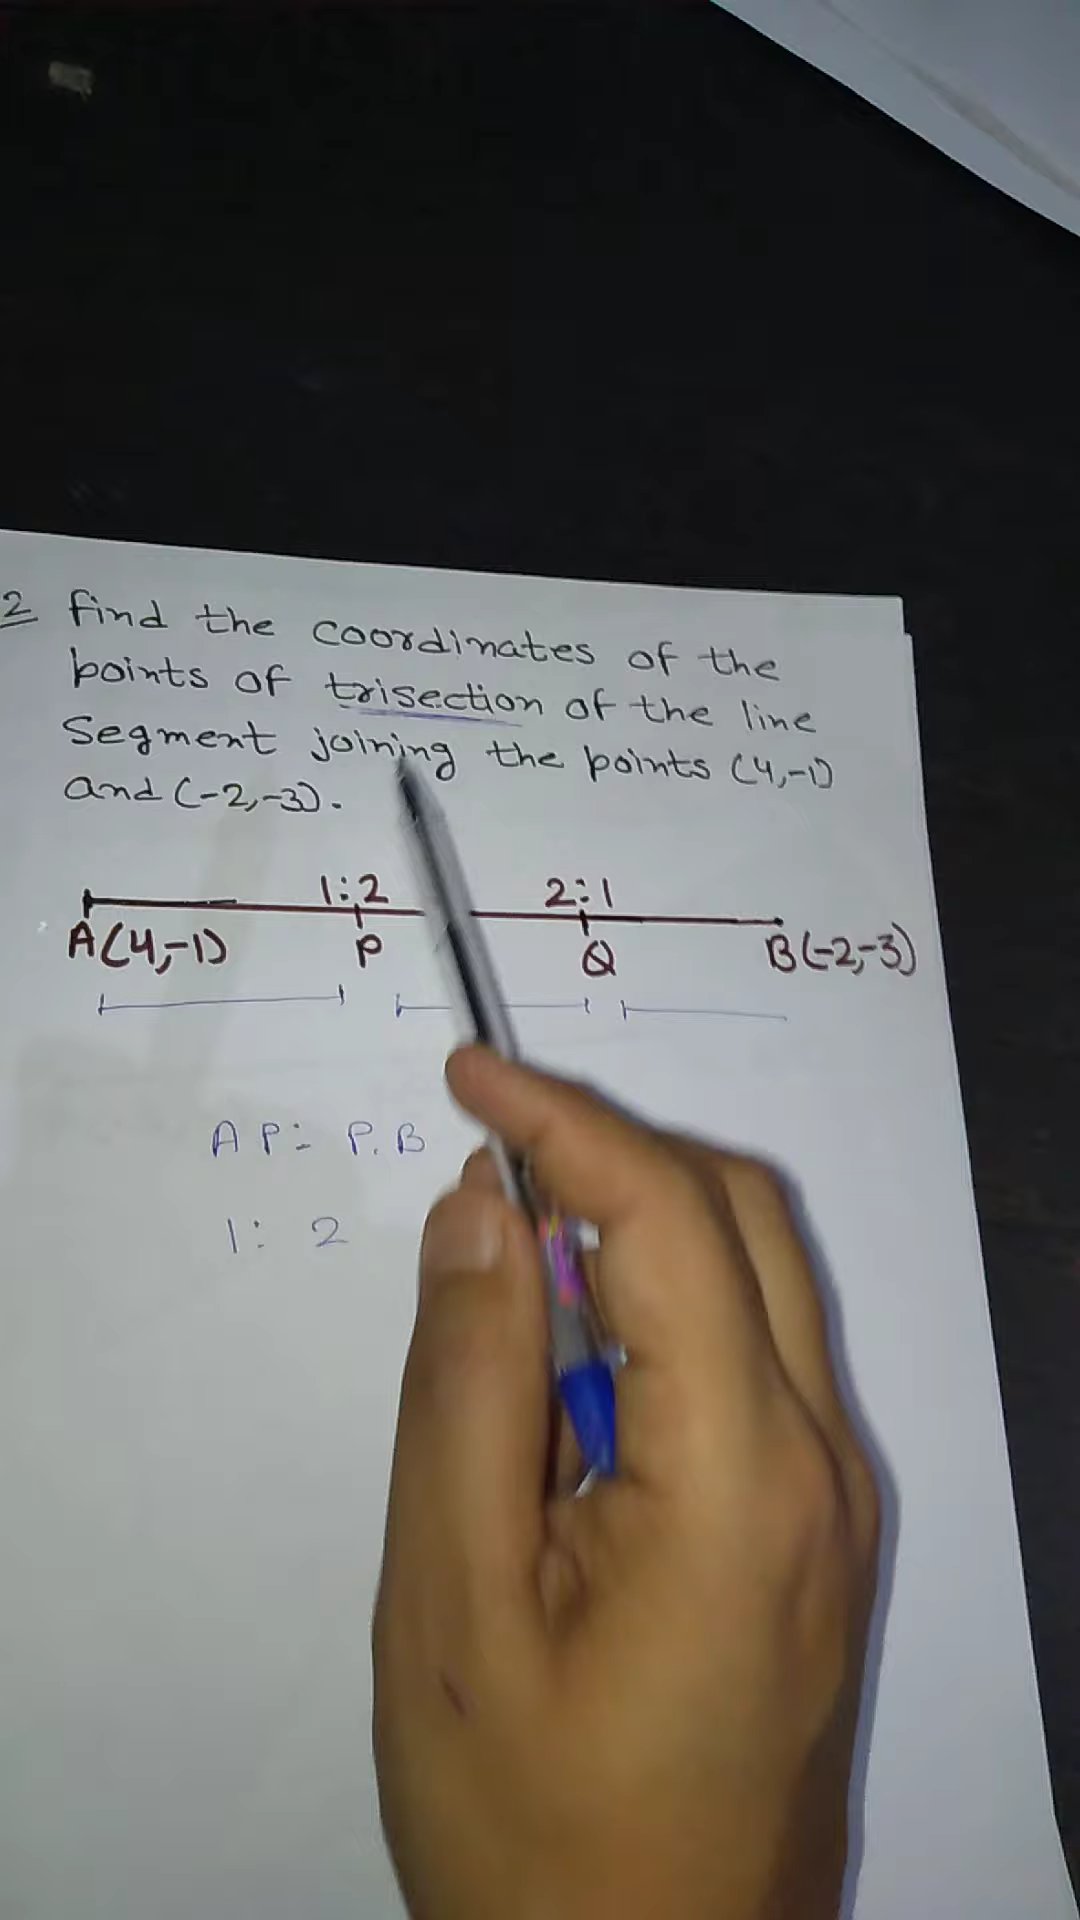 2 find the coordinates of the
points of trisection of the line
Segment joining the points (4,-1)
and (-2,-3).
1:2 2:1
A(4,-1) P Q B(-2,-3)
AP: P.B
1: 2